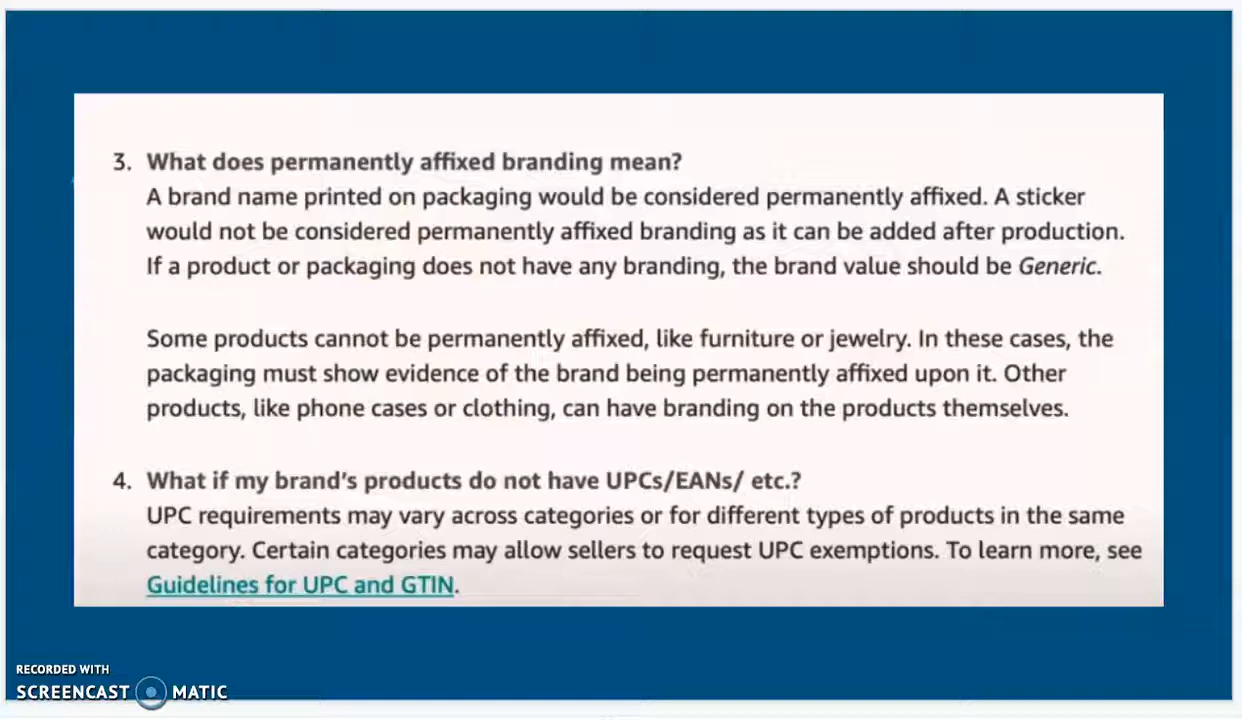 3. What does permanently affixed branding mean?
A brand name printed on packaging would be considered permanently affixed. A sticker
would not be considered permanently affixed branding as it can be added after production.
If a product or packaging does not have any branding, the brand value should be Generic.
Some products cannot be permanently affixed, like furniture or jewelry. In these cases, the
packaging must show evidence of the brand being permanently affixed upon it. Other
products, like phone cases or clothing, can have branding on the products themselves.
4. What if my brand's products do not have UPCs/EANs/ etc.?
UPC requirements may vary across categories or for different types of products in the same
category. Certain categories may allow sellers to request UPC exemptions. To learn more, see
Guidelines for UPC and GTIN.
RECORDED WITH
SCREENCAST MATIC